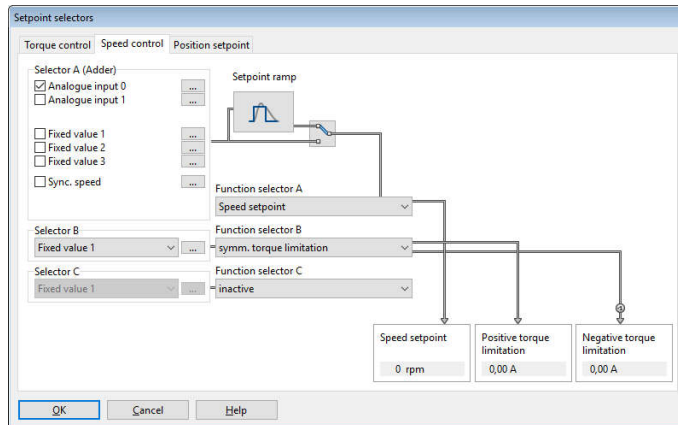 Setpoint selectors
Torque control Speed control Position setpoint
Selector A (Adder)
Analogue input 0 ...
Analogue input 1 ...
Fixed value 1 ...
Fixed value 2 ...
Fixed value 3 ...
Sync. speed ...
Setpoint ramp
Function selector A
Speed setpoint
Selector B
Fixed value 1 ...
Function selector B
symm. torque limitation
Selector C
Fixed value 1 ...
Function selector C
inactive
Speed setpoint
0 rpm
Positive torque
limitation
0,00 A
Negative torque
limitation
0,00 A
OK Cancel Help